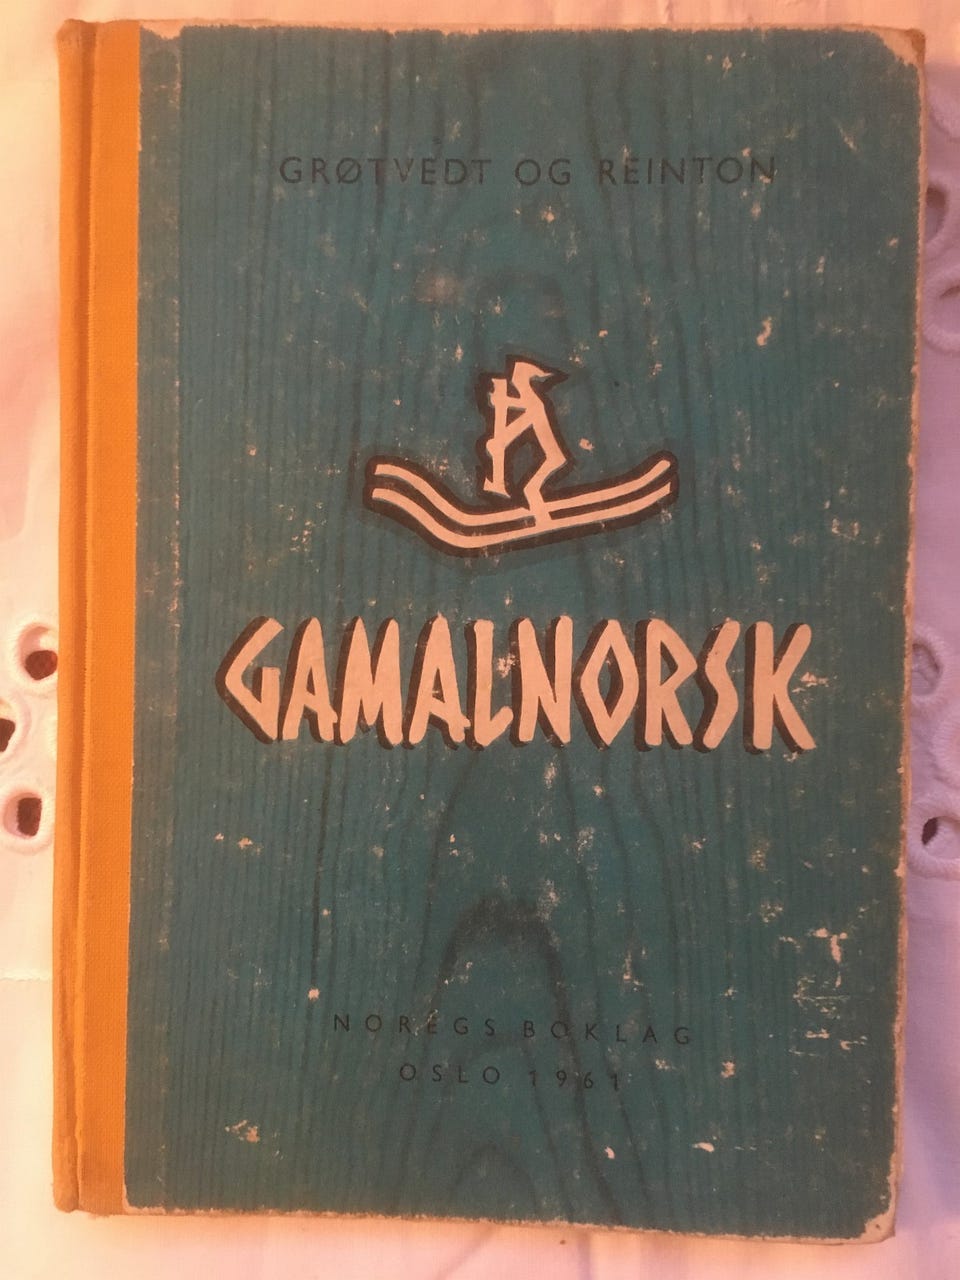 GRØTVEDT OG REINTON
GAMALNORSK
NOREGS BOKLAG
OSLO 1961